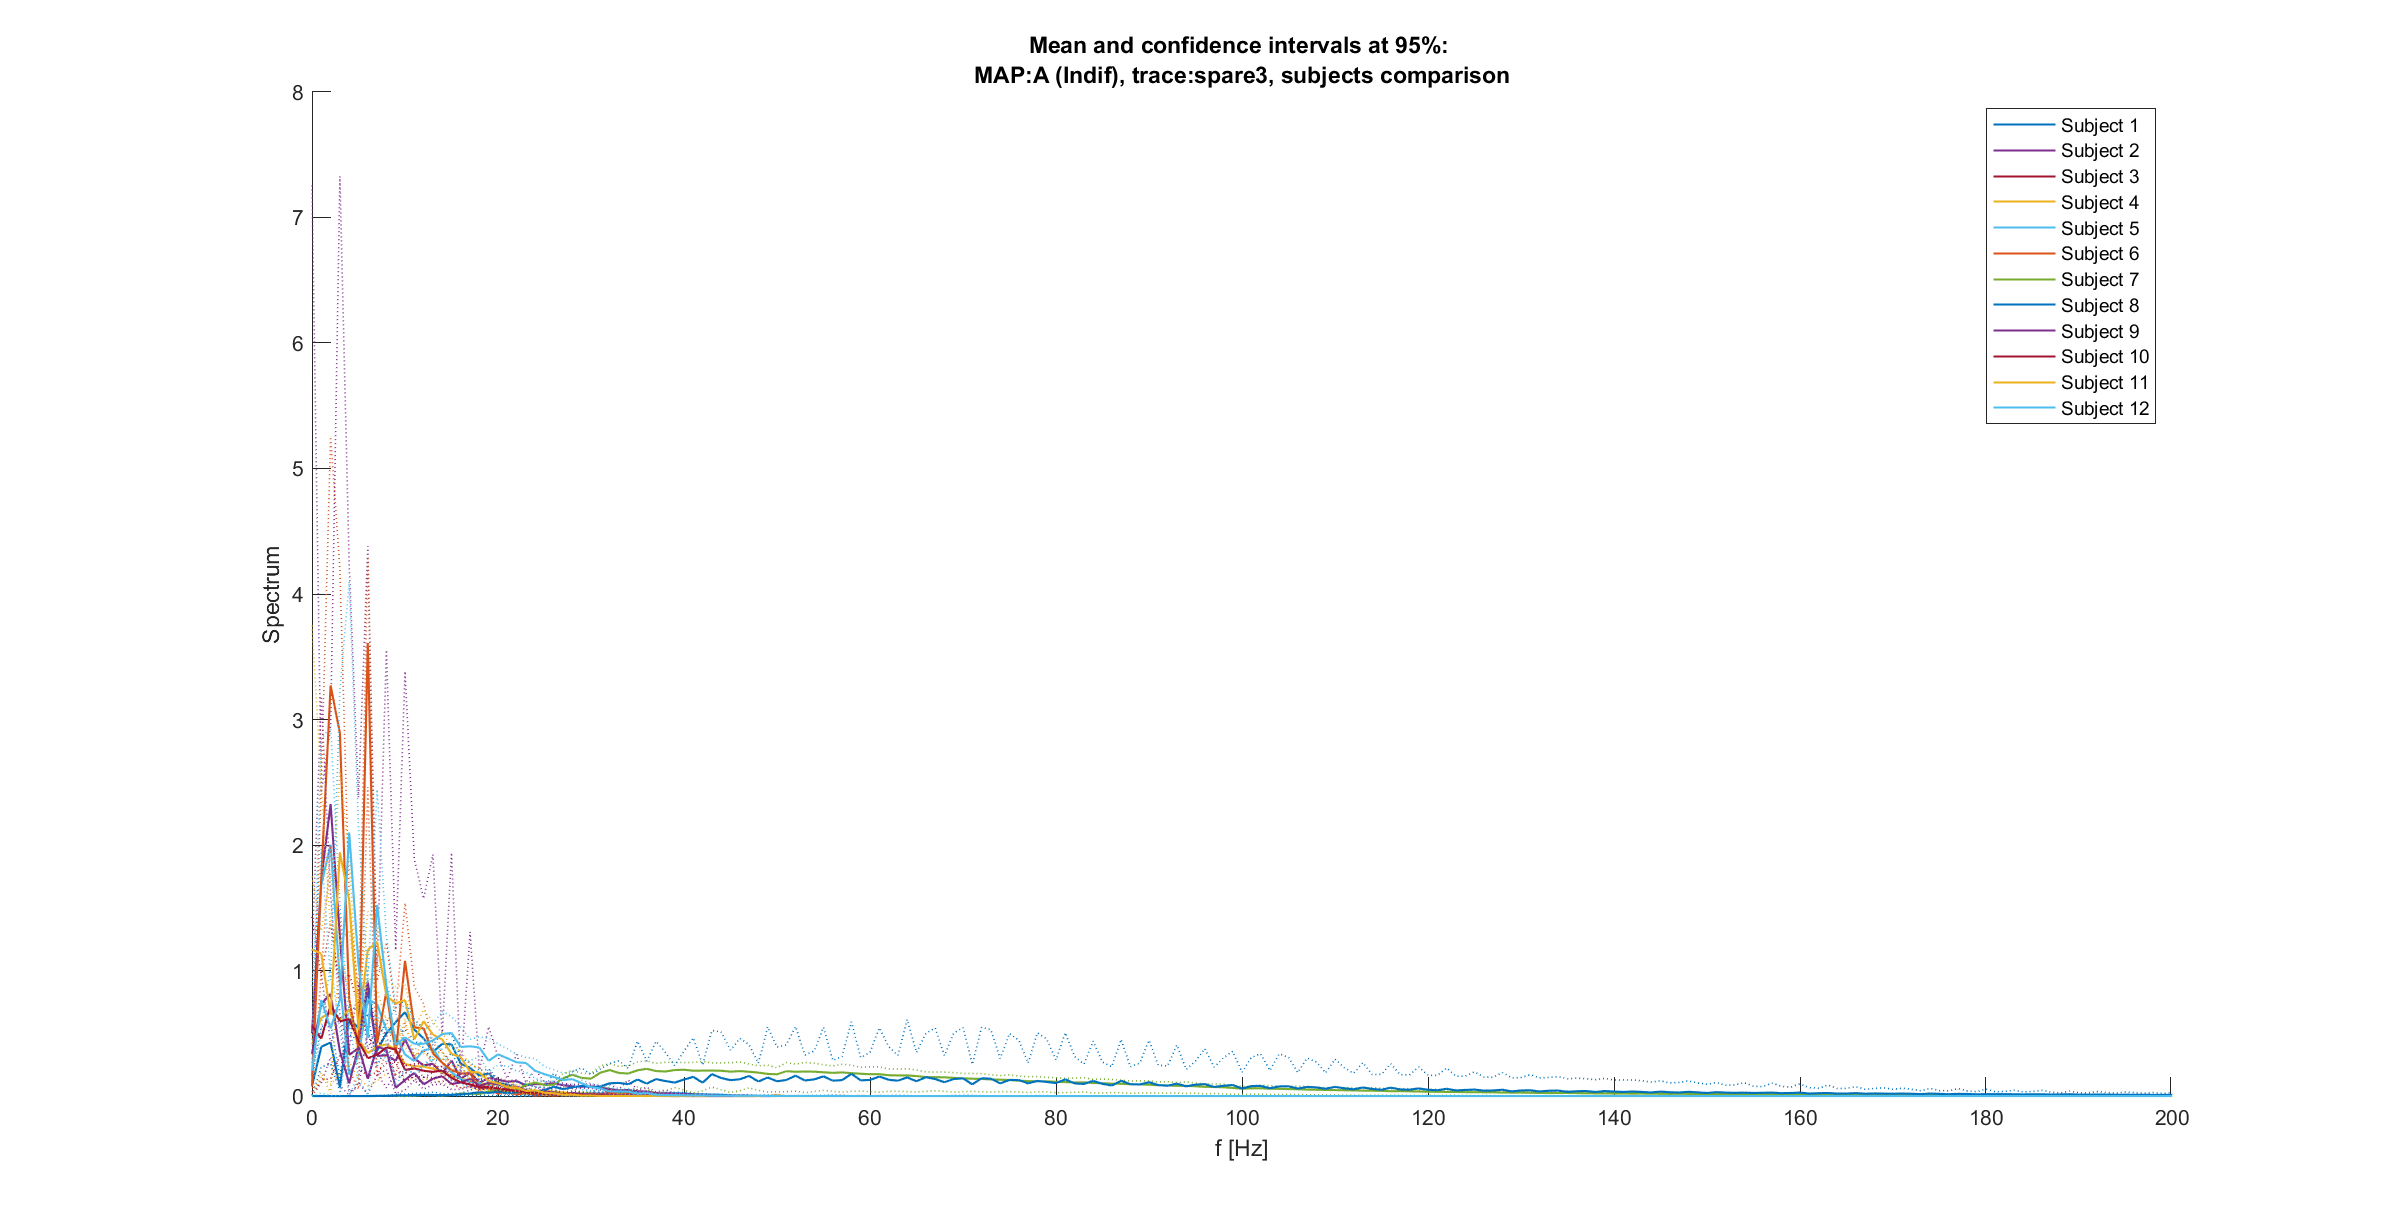 Mean and confidence intervals at 95%:
MAP:A (Indif), trace:spare3, subjects comparison
8
7
6
5
4
3
2
1
0
Spectrum
Subject 1
Subject 2
Subject 3
Subject 4
Subject 5
Subject 6
Subject 7
Subject 8
Subject 9
Subject 10
Subject 11
Subject 12
0 20 40 60 80 100 120 140 160 180 200
f [Hz]